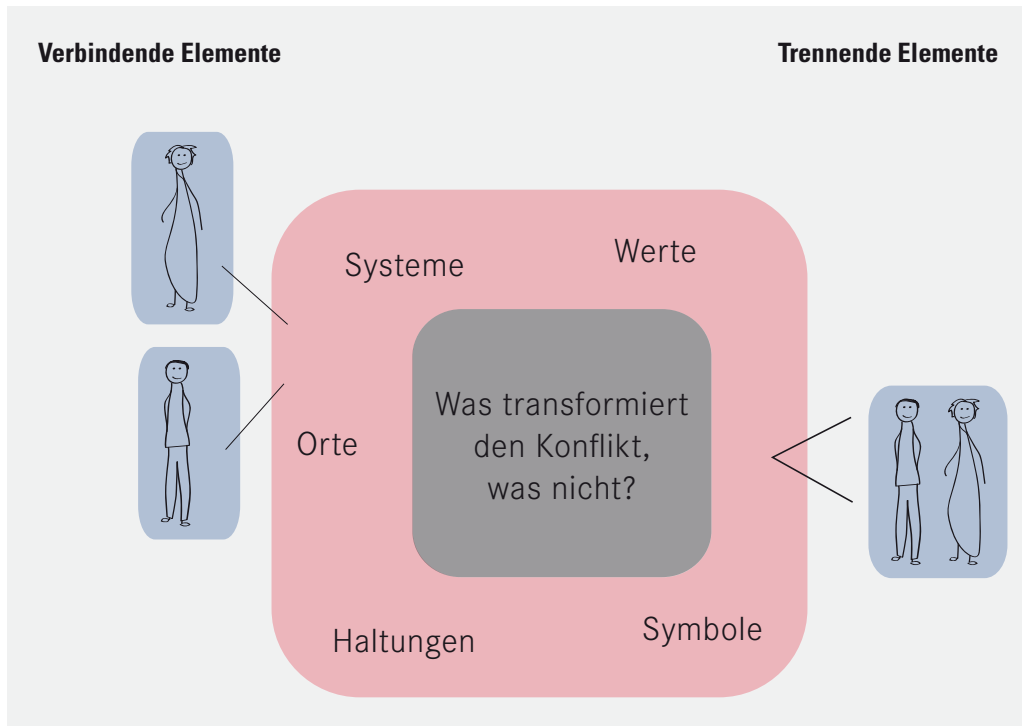 Verbindende Elemente
Trennende Elemente
Systeme
Werte
Was transformiert
den Konflikt,
was nicht?
Orte
Haltungen
Symbole